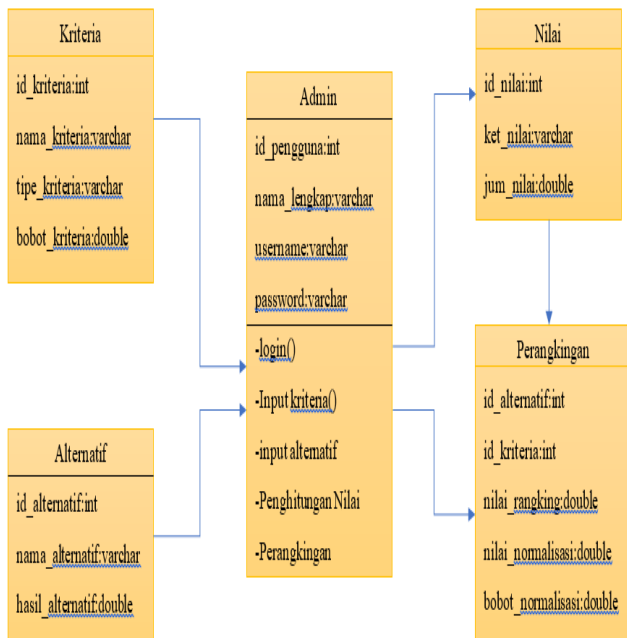 Kriteria
id_kriteria:int
nama_kriteria:varchar
tipe_kriteria:varchar
bobot_kriteria:double
Alternatif
id_alternatif:int
nama_alternatif:varchar
hasil_alternatif:double
Admin
id_pengguna:int
nama_lengkap:varchar
username:varchar
password:varchar
-login()
-Input kriteria()
-input alternatif
-Penghitungan Nilai
-Perangkingan
Nilai
id_nilai:int
ket_nilai:varchar
jum_nilai:double
Perangkingan
id_alternatif:int
id_kriteria:int
nilai_rangking:double
nilai_normalisasi:double
bobot_normalisasi:double